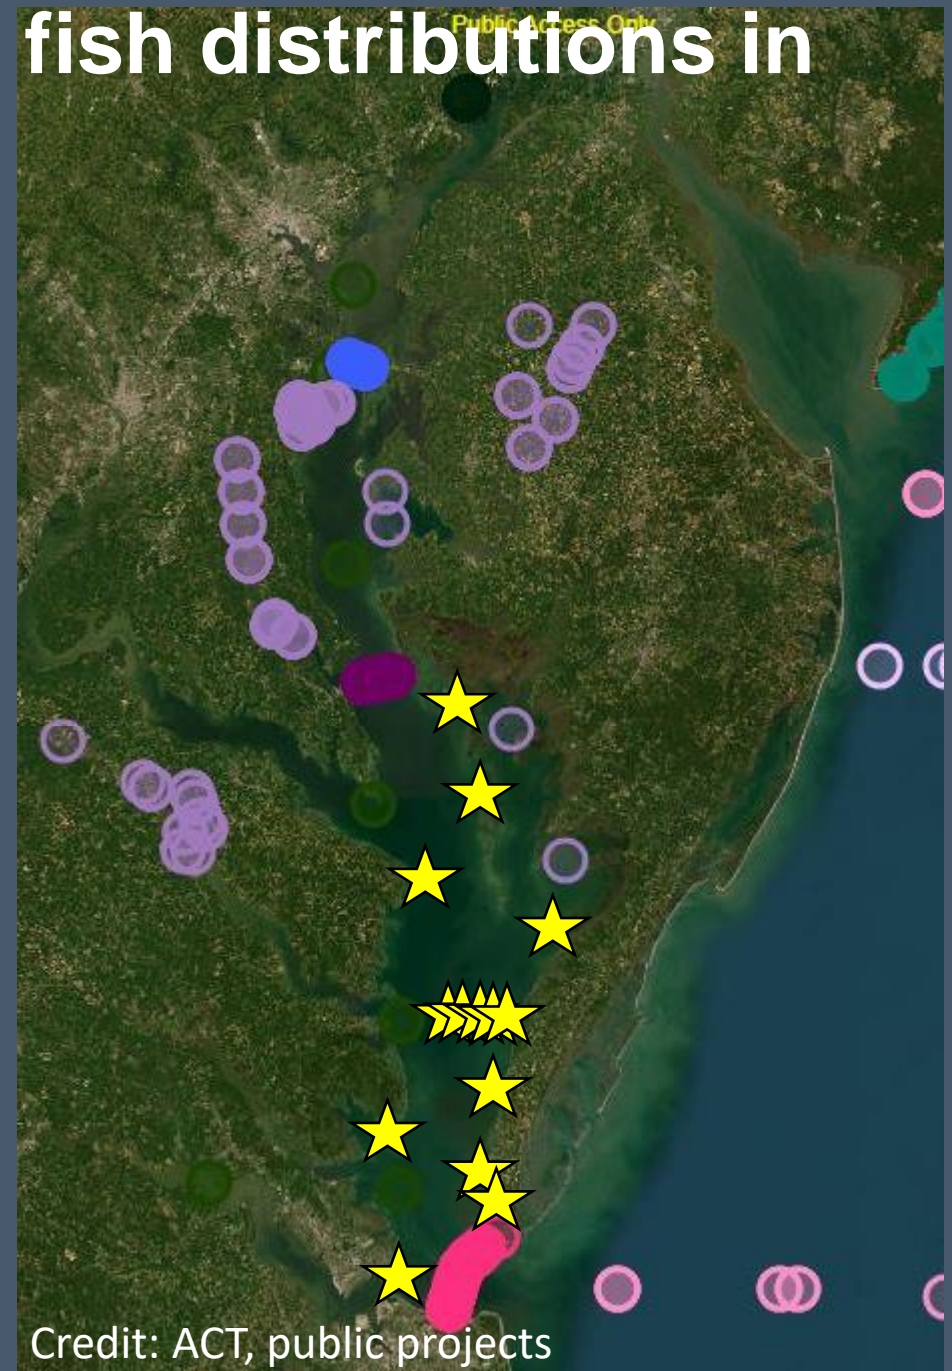 Public Access Only
fish distributions in
Credit: ACT, public projects